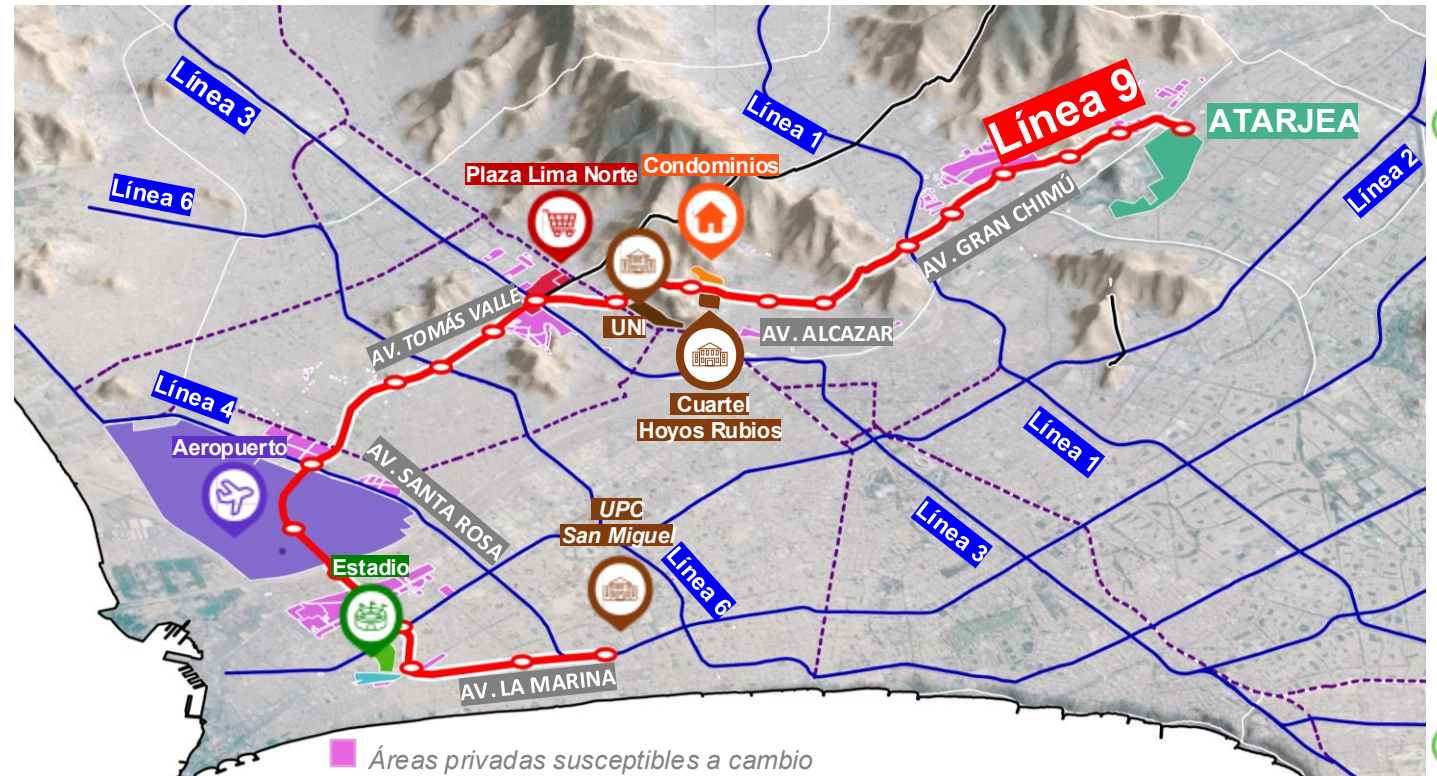 Línea 3
Línea 1
Línea 9
ATARJEA
Línea 2
Plaza Lima Norte
Condominios
Línea 6
AV. GRAN CHIMÚ
AV. TOMÁS VALLE
UNI
AV. ALCAZAR
Línea 4
Cuartel
Hoyos Rubios
Aeropuerto
AV. SANTA ROSA
Línea 1
UPC
San Miguel
Línea 3
Estadio
Línea 6
AV. LA MARINA
Áreas privadas susceptibles a cambio